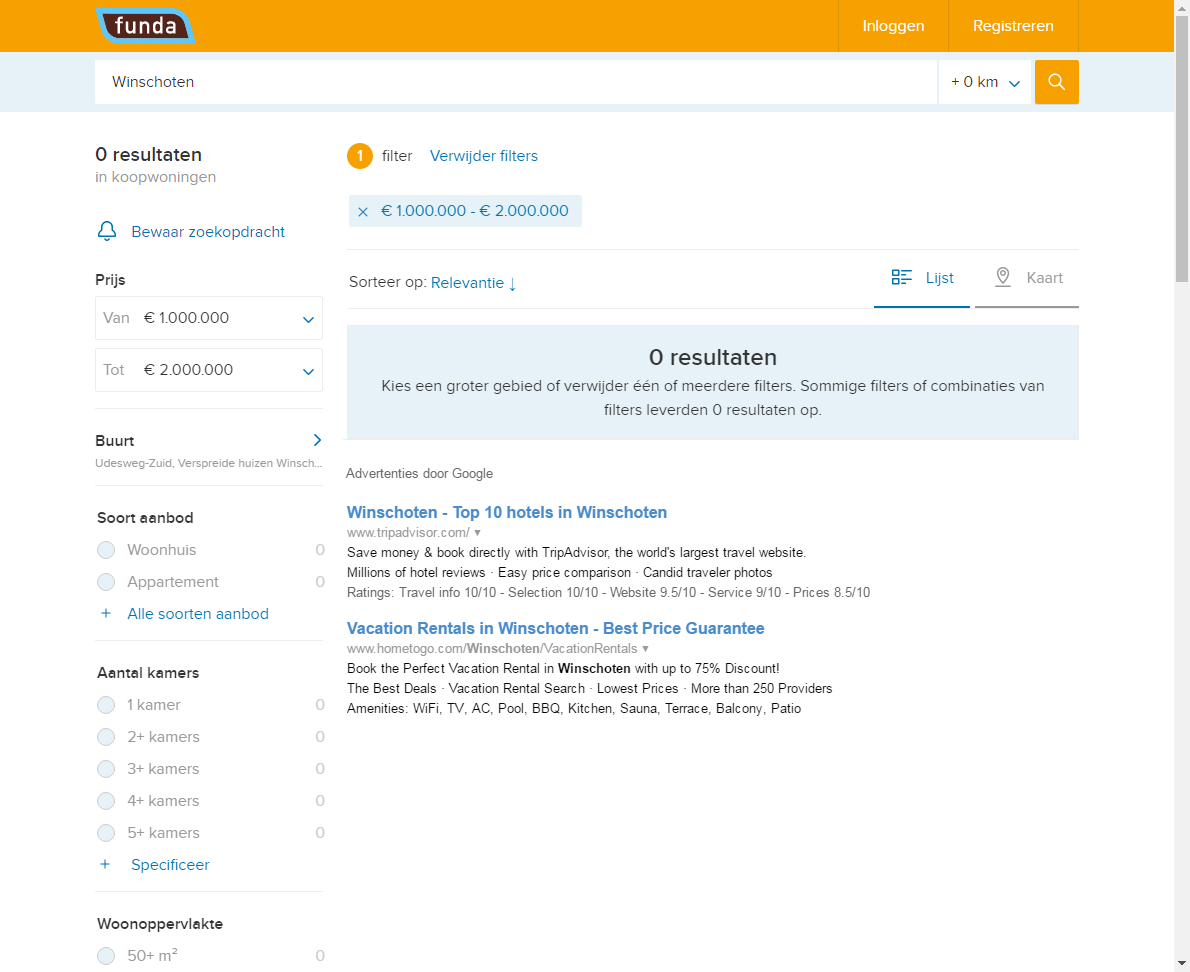 funda
Inloggen
Registreren
Winschoten
+ 0 km
0 resultaten
in koopwoningen
Bewaar zoekopdracht
Prijs
Van € 1.000.000
Tot € 2.000.000
Buurt
Udesweg-Zuid, Verspreide huizen Winsch...
Soort aanbod
Woonhuis 0
Appartement 0
+ Alle soorten aanbod
Aantal kamers
1 kamer 0
2+ kamers 0
3+ kamers 0
4+ kamers 0
5+ kamers 0
+ Specificeer
Woonoppervlakte
50+ m² 0
1 filter Verwijder filters
× € 1.000.000 - € 2.000.000
Sorteer op: Relevantie ↓
Lijst
Kaart
0 resultaten
Kies een groter gebied of verwijder één of meerdere filters. Sommige filters of combinaties van
filters leverden 0 resultaten op.
Advertenties door Google
Winschoten - Top 10 hotels in Winschoten
www.tripadvisor.com/ ▼
Save money & book directly with TripAdvisor, the world's largest travel website.
Millions of hotel reviews · Easy price comparison · Candid traveler photos
Ratings: Travel info 10/10 - Selection 10/10 - Website 9.5/10 - Service 9/10 - Prices 8.5/10
Vacation Rentals in Winschoten - Best Price Guarantee
www.hometogo.com/Winschoten/VacationRentals ▼
Book the Perfect Vacation Rental in Winschoten with up to 75% Discount!
The Best Deals · Vacation Rental Search · Lowest Prices · More than 250 Providers
Amenities: WiFi, TV, AC, Pool, BBQ, Kitchen, Sauna, Terrace, Balcony, Patio